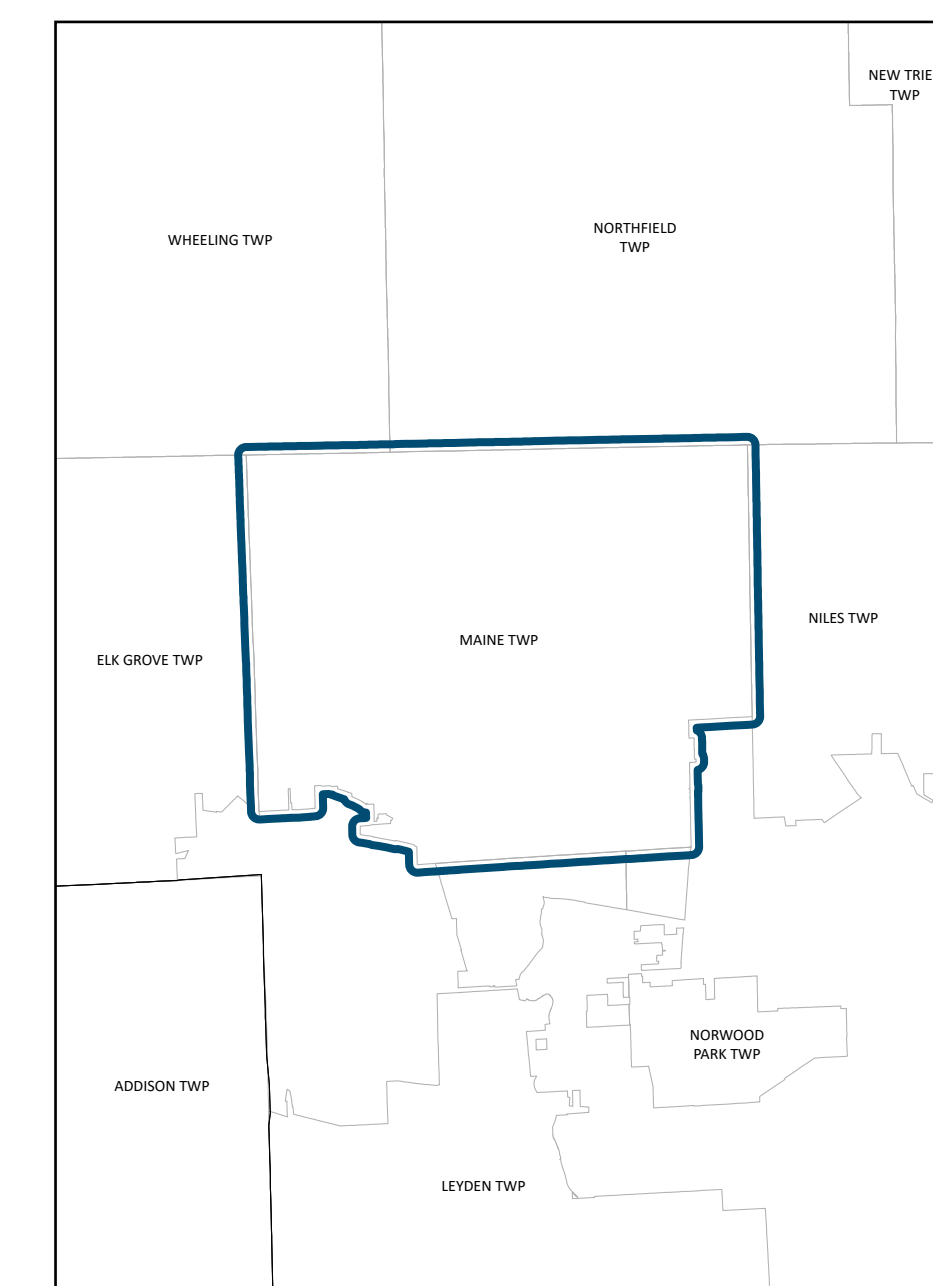 NEW TRIE
TWP
WHEELING TWP
NORTHFIELD
TWP
NILES TWP
MAINE TWP
ELK GROVE TWP
NORWOOD
PARK TWP
ADDISON TWP
LEYDEN TWP